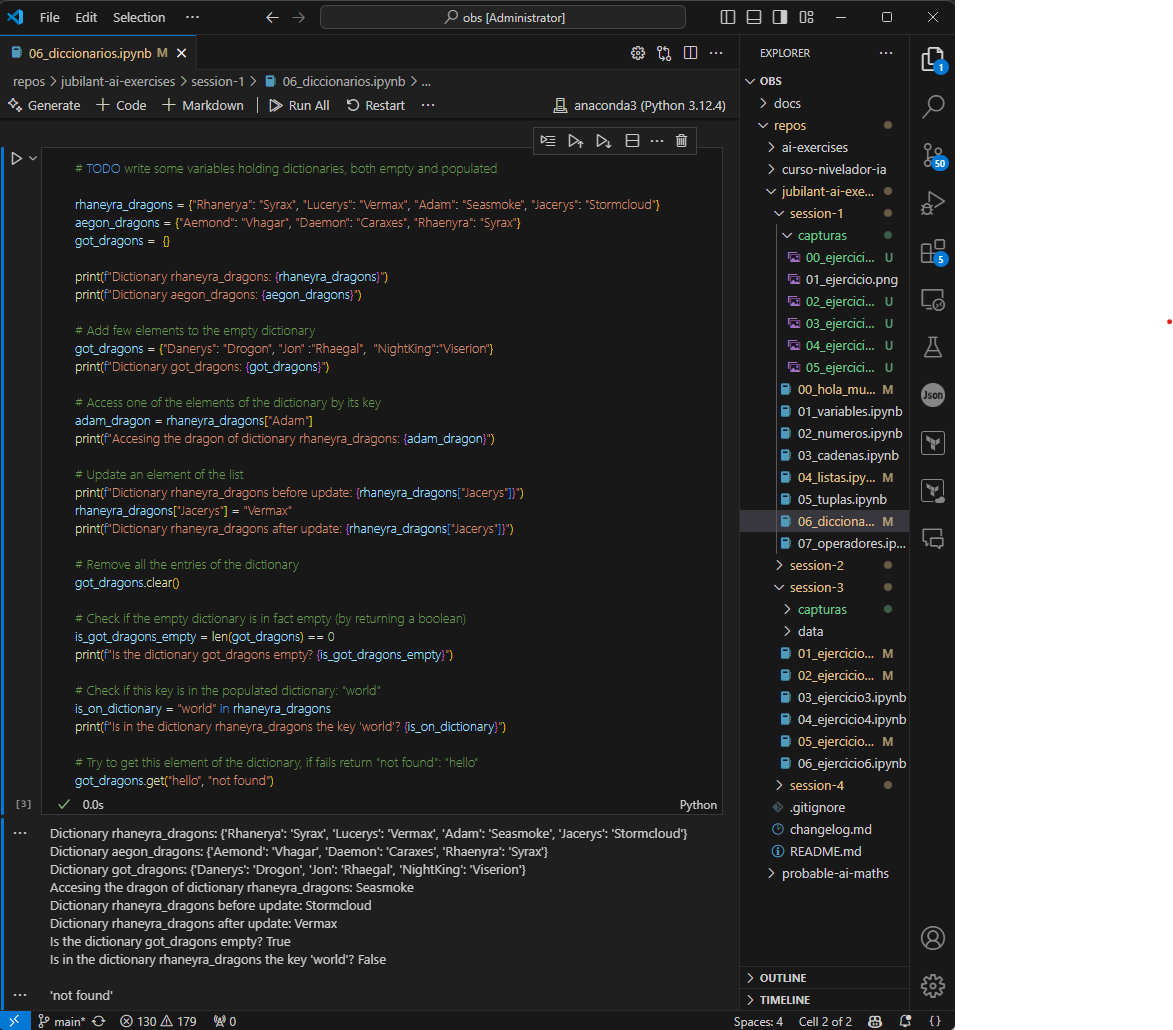 File Edit Selection ··· obs [Administrator]
06_diccionarios.ipynb M
repos > jubilant-ai-exercises > session-1 > 06_diccionarios.ipynb > ...
Generate + Code + Markdown | Run All Restart ··· anaconda3 (Python 3.12.4)
# TODO write some variables holding dictionaries, both empty and populated
rhaneyra_dragons = {"Rhanerya": "Syrax", "Lucerys": "Vermax", "Adam": "Seasmoke", "Jacerys": "Stormcloud"}
aegon_dragons = {"Aemond": "Vhagar", "Daemon": "Caraxes", "Rhaenyra": "Syrax"}
got_dragons = {}
print(f"Dictionary rhaneyra_dragons: {rhaneyra_dragons}")
print(f"Dictionary aegon_dragons: {aegon_dragons}")
# Add few elements to the empty dictionary
got_dragons = {"Danerys": "Drogon", "Jon" :"Rhaegal", "NightKing":"Viserion"}
print(f"Dictionary got_dragons: {got_dragons}")
# Access one of the elements of the dictionary by its key
adam_dragon = rhaneyra_dragons["Adam"]
print(f"Accesing the dragon of dictionary rhaneyra_dragons: {adam_dragon}")
# Update an element of the list
print(f"Dictionary rhaneyra_dragons before update: {rhaneyra_dragons["Jacerys"]}")
rhaneyra_dragons["Jacerys"] = "Vermax"
print(f"Dictionary rhaneyra_dragons after update: {rhaneyra_dragons["Jacerys"]}")
# Remove all the entries of the dictionary
got_dragons.clear()
# Check if the empty dictionary is in fact empty (by returning a boolean)
is_got_dragons_empty = len(got_dragons) == 0
print(f"Is the dictionary got_dragons empty? {is_got_dragons_empty}")
# Check if this key is in the populated dictionary: "world"
is_on_dictionary = "world" in rhaneyra_dragons
print(f"Is in the dictionary rhaneyra_dragons the key 'world'? {is_on_dictionary}")
# Try to get this element of the dictionary, if fails return "not found": "hello"
got_dragons.get("hello", "not found")
[3] 0.0s Python
Dictionary rhaneyra_dragons: {'Rhanerya': 'Syrax', 'Lucerys': 'Vermax', 'Adam': 'Seasmoke', 'Jacerys': 'Stormcloud'}
Dictionary aegon_dragons: {'Aemond': 'Vhagar', 'Daemon': 'Caraxes', 'Rhaenyra': 'Syrax'}
Dictionary got_dragons: {'Danerys': 'Drogon', 'Jon': 'Rhaegal', 'NightKing': 'Viserion'}
Accesing the dragon of dictionary rhaneyra_dragons: Seasmoke
Dictionary rhaneyra_dragons before update: Stormcloud
Dictionary rhaneyra_dragons after update: Vermax
Is the dictionary got_dragons empty? True
Is in the dictionary rhaneyra_dragons the key 'world'? False
'not found'
EXPLORER ···
OBS
docs
repos
ai-exercises
curso-nivelador-ia
jubilant-ai-exe...
session-1
capturas
00_ejercici... U
01_ejercicio.png
02_ejercici... U
03_ejercici... U
04_ejercici... U
05_ejercici... U
00_hola_mu... M
01_variables.ipynb
02_numeros.ipynb
03_cadenas.ipynb
04_listas.ipy... M
05_tuplas.ipynb
06_dicciona... M
07_operadores.ip...
session-2
session-3
capturas
data
01_ejercicio... M
02_ejercicio... M
03_ejercicio3.ipynb
04_ejercicio4.ipynb
05_ejercicio... M
06_ejercicio6.ipynb
session-4
.gitignore
changelog.md
README.md
probable-ai-maths
OUTLINE
TIMELINE
1
50
5
Json
main* 130 179 0 Spaces: 4 Cell 2 of 2 {}